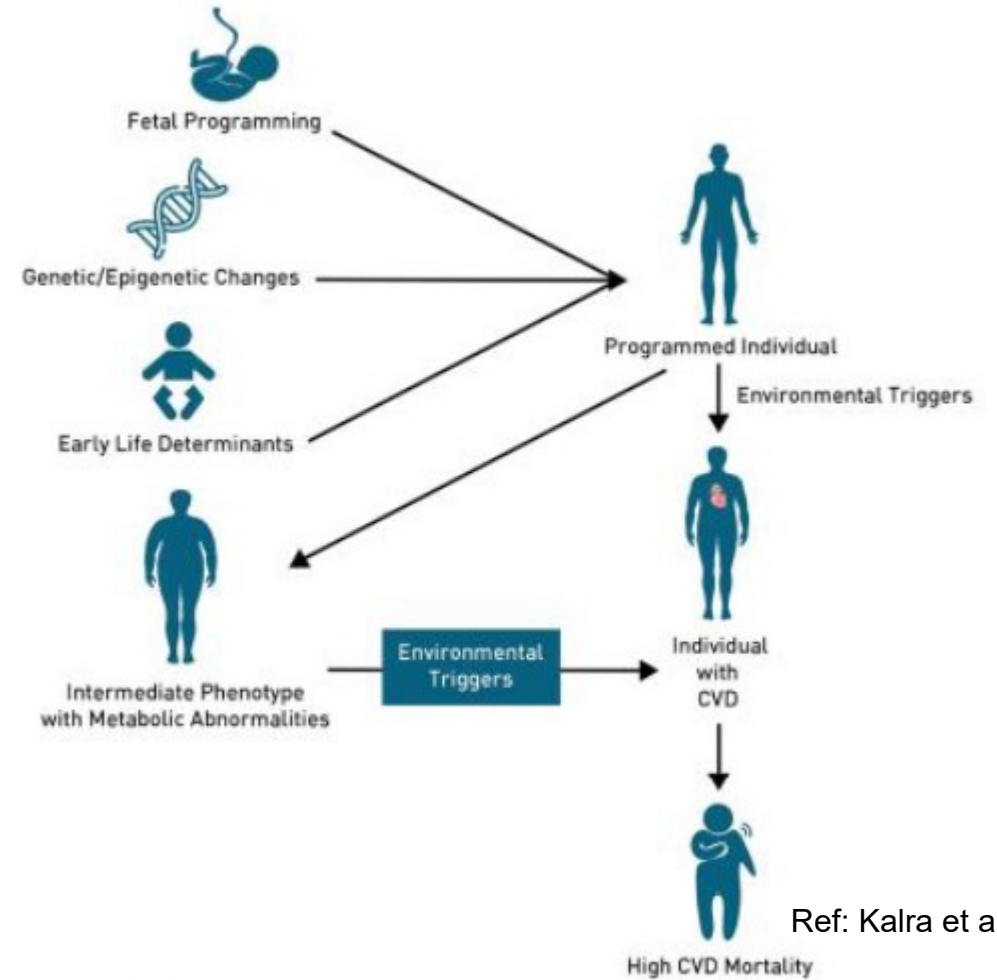 Fetal Programming
Genetic/Epigenetic Changes
Early Life Determinants
Programmed Individual
Environmental Triggers
Intermediate Phenotype
with Metabolic Abnormalities
Environmental
Triggers
Individual
with
CVD
High CVD Mortality
Ref: Kalra et a